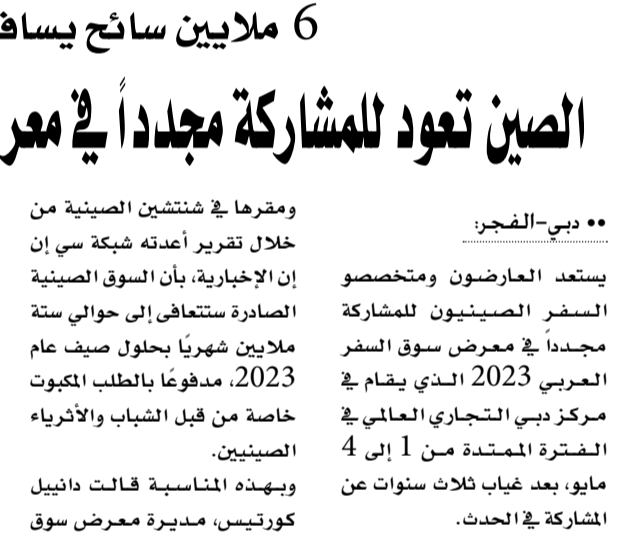 6 ملايين سائح يساف
الصين تعود للمشاركة مجدداً في معر
•• دبي-الفجر:
يستعد العارضون ومتخصصو
السفر الصينيون للمشاركة
مجدداً في معرض سوق السفر
العربي 2023 الذي يقام في
مركز دبي التجاري العالمي في
الفترة الممتدة من 1 إلى 4
مايو، بعد غياب ثلاث سنوات عن
المشاركة في الحدث.
ومقرها في شنتشين الصينية من
خلال تقرير أعدته شبكة سي إن
إن الإخبارية، بأن السوق الصينية
الصادرة ستتعافى إلى حوالي ستة
ملايين شهريًا بحلول صيف عام
2023، مدفوعًا بالطلب المكبوت
خاصة من قبل الشباب والأثرياء
الصينيين.
وبهذه المناسبة قالت دانييل
كورتيس، مديرة معرض سوق